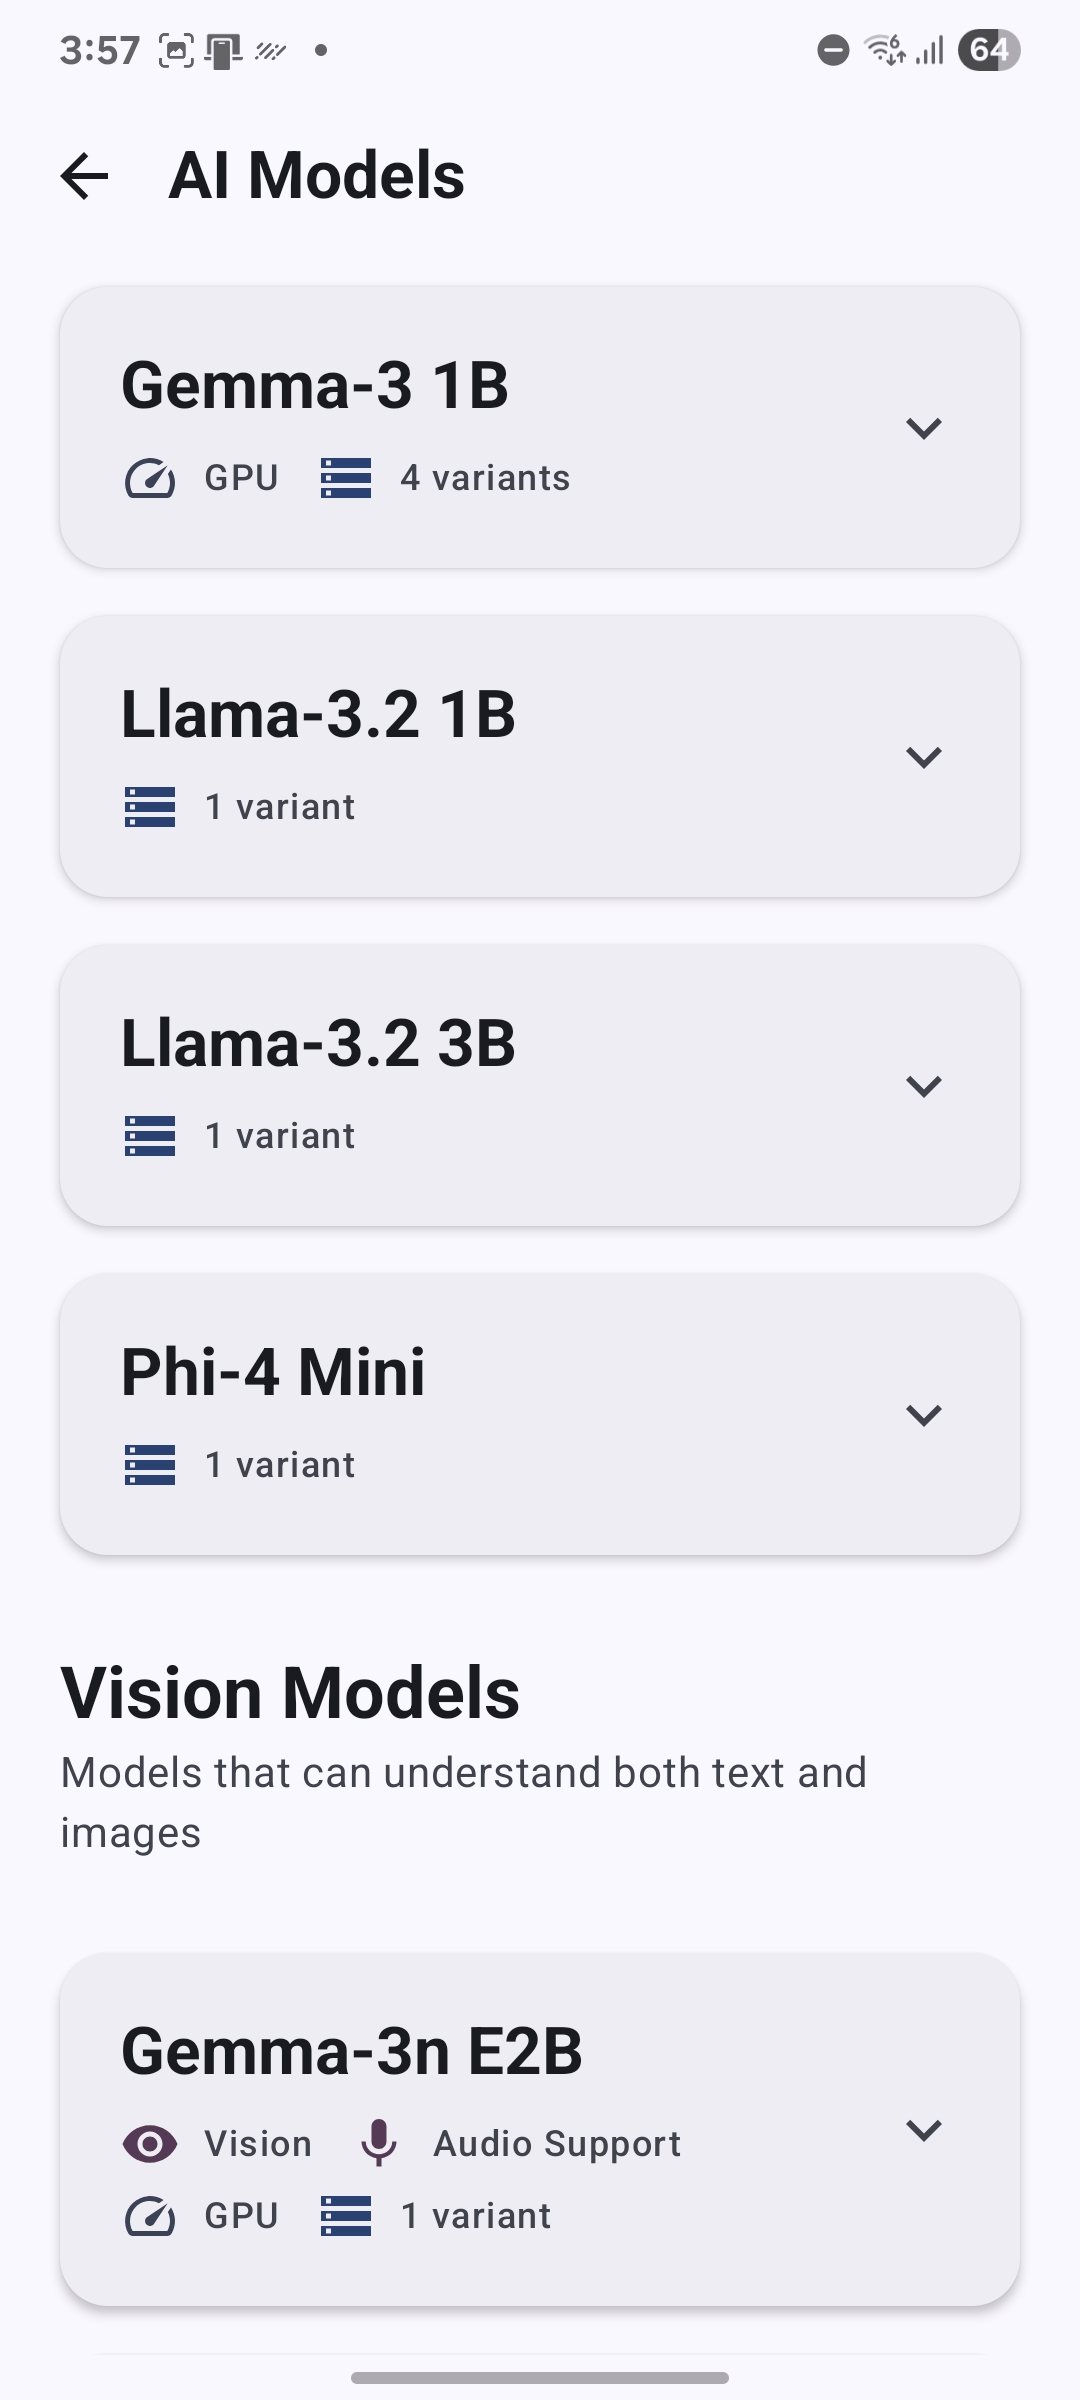 3:57
6
64
AI Models
Gemma-3 1B
GPU 4 variants
Llama-3.2 1B
1 variant
Llama-3.2 3B
1 variant
Phi-4 Mini
1 variant
Vision Models
Models that can understand both text and
images
Gemma-3n E2B
Vision Audio Support
GPU 1 variant